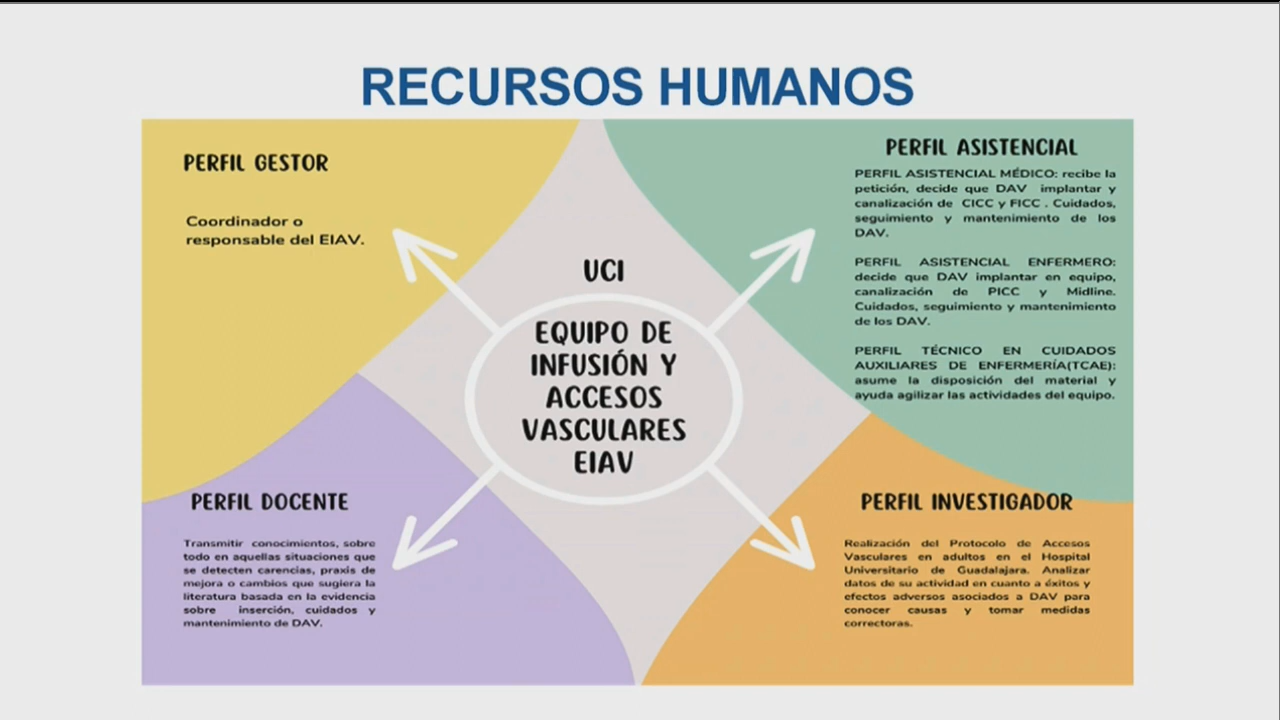 RECURSOS HUMANOS
PERFIL GESTOR
Coordinador o
responsable del EIAV.
PERFIL ASISTENCIAL
PERFIL ASISTENCIAL MÉDICO: recibe la
petición, decide que DAV implantar y
canalización de CICC y FICC . Cuidados,
seguimiento y mantenimiento de los
DAV.
PERFIL ASISTENCIAL ENFERMERO:
decide que DAV implantar en equipo,
canalización de PICC y Midline.
Cuidados, seguimiento y mantenimiento
de los DAV.
PERFIL TÉCNICO EN CUIDADOS
AUXILIARES DE ENFERMERÍA(TCAE):
asume la disposición del material y
ayuda agilizar las actividades del equipo.
UCI
EQUIPO DE
INFUSIÓN Y
ACCESOS
VASCULARES
EIAV
PERFIL DOCENTE
Transmitir conocimientos, sobre
todo en aquellas situaciones que
se detecten carencias, praxis de
mejora o cambios que sugiera la
literatura basada en la evidencia
sobre inserción, cuidados y
mantenimiento de DAV.
PERFIL INVESTIGADOR
Realización del Protocolo de Accesos
Vasculares en adultos en el Hospital
Universitario de Guadalajara. Analizar
datos de su actividad en cuanto a éxitos y
efectos adversos asociados a DAV para
conocer causas y tomar medidas
correctoras.